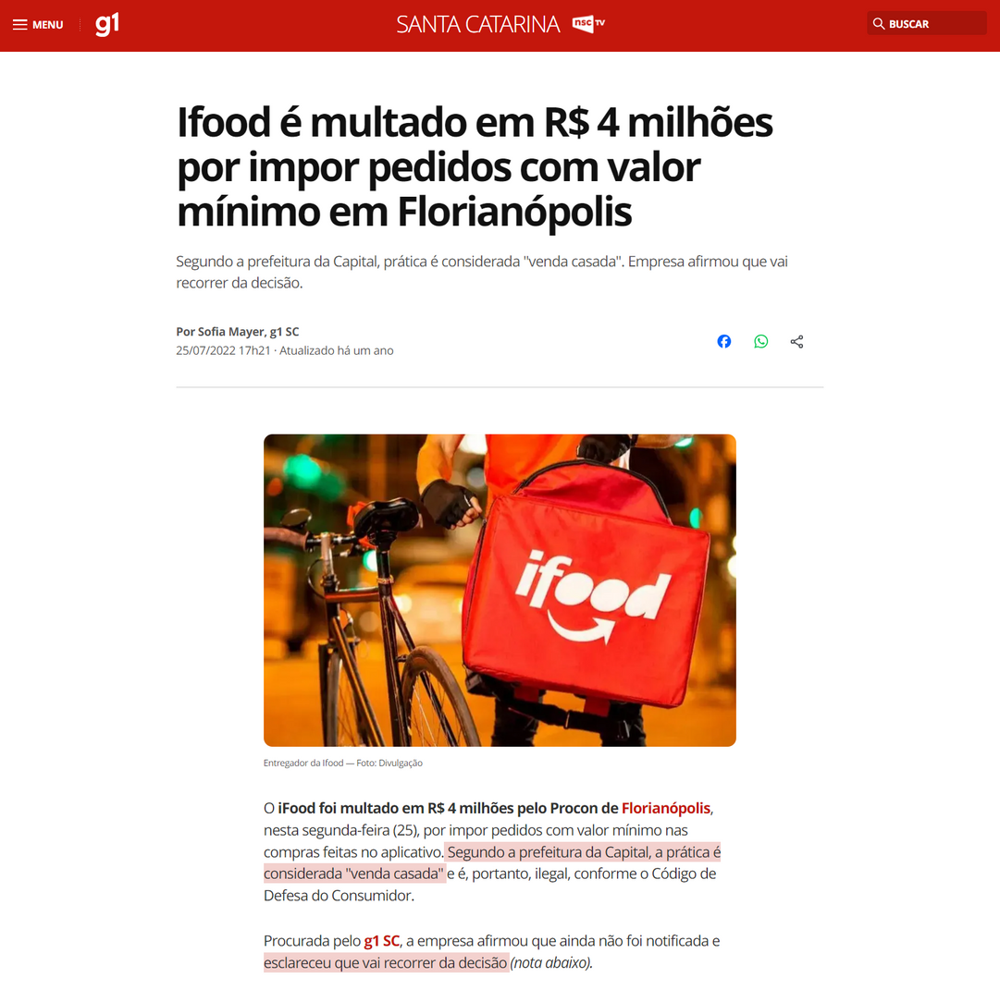 MENU
g1
SANTA CATARINA
nsc TV
BUSCAR
Ifood é multado em R$ 4 milhões
por impor pedidos com valor
mínimo em Florianópolis
Segundo a prefeitura da Capital, prática é considerada "venda casada". Empresa afirmou que vai
recorrer da decisão.
Por Sofia Mayer, g1 SC
25/07/2022 17h21 · Atualizado há um ano
ifood
Entregador da Ifood — Foto: Divulgação
O iFood foi multado em R$ 4 milhões pelo Procon de Florianópolis,
nesta segunda-feira (25), por impor pedidos com valor mínimo nas
compras feitas no aplicativo. Segundo a prefeitura da Capital, a prática é
considerada "venda casada" e é, portanto, ilegal, conforme o Código de
Defesa do Consumidor.
Procurada pelo g1 SC, a empresa afirmou que ainda não foi notificada e
esclareceu que vai recorrer da decisão (nota abaixo).